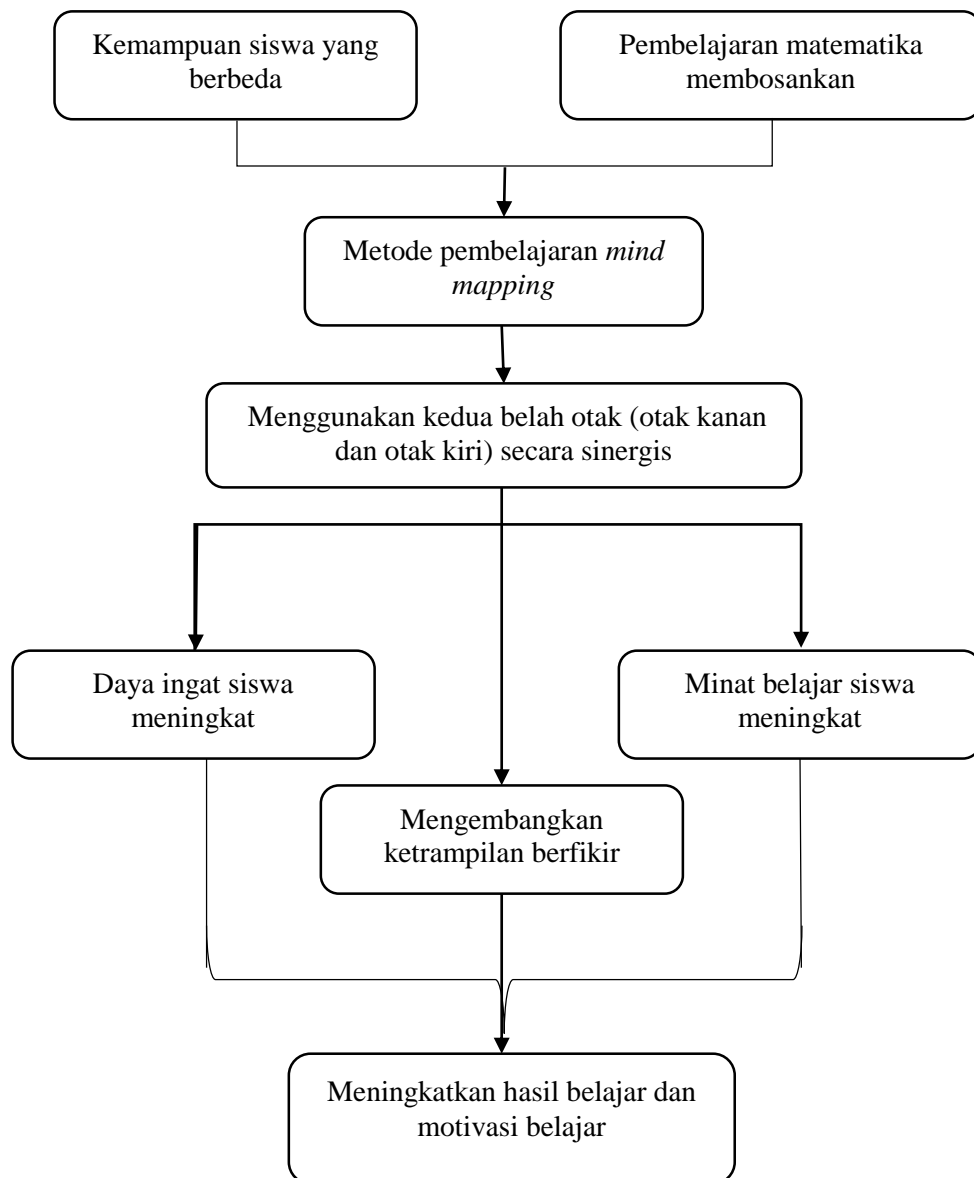 Kemampuan siswa yang
berbeda
Pembelajaran matematika
membosankan
Metode pembelajaran mind
mapping
Menggunakan kedua belah otak (otak kanan
dan otak kiri) secara sinergis
Daya ingat siswa
meningkat
Minat belajar siswa
meningkat
Mengembangkan
ketrampilan berfikir
Meningkatkan hasil belajar dan
motivasi belajar